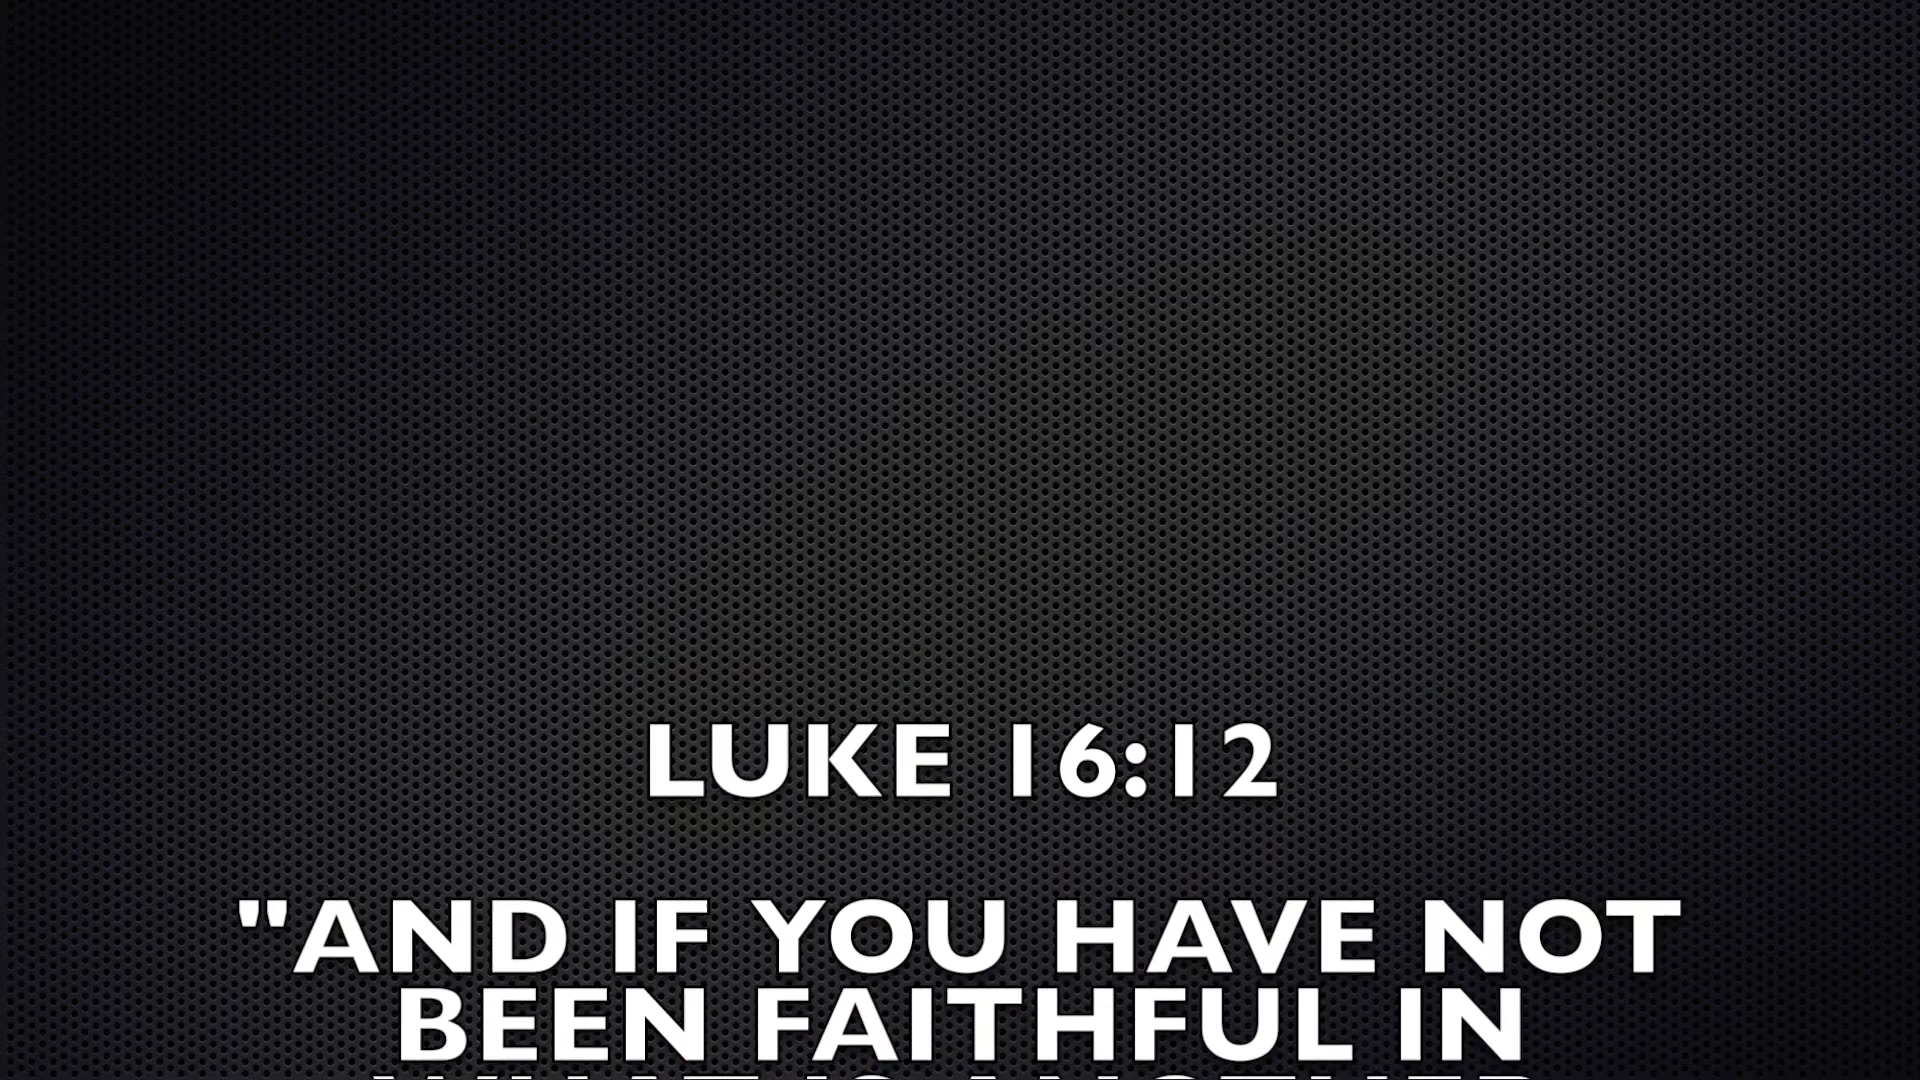 LUKE 16:12
"AND IF YOU HAVE NOT
BEEN FAITHFUL IN